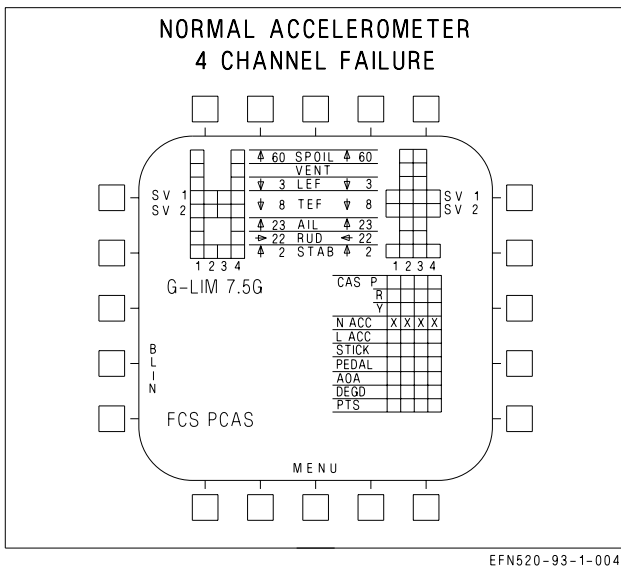 NORMAL ACCELEROMETER
4 CHANNEL FAILURE
60 SPOIL 60
VENT
3 LEF 3
SV 1 8 TEF 8 SV 1
SV 2 SV 2
23 AIL 23
22 RUD 22
2 STAB 2
1 2 3 4 1 2 3 4
G-LIM 7.5G
CAS P
R
Y
N ACC X X X X
L ACC
STICK
PEDAL
AOA
DEGD
PTS
BLIN
FCS PCAS
MENU
EFN520-93-1-004